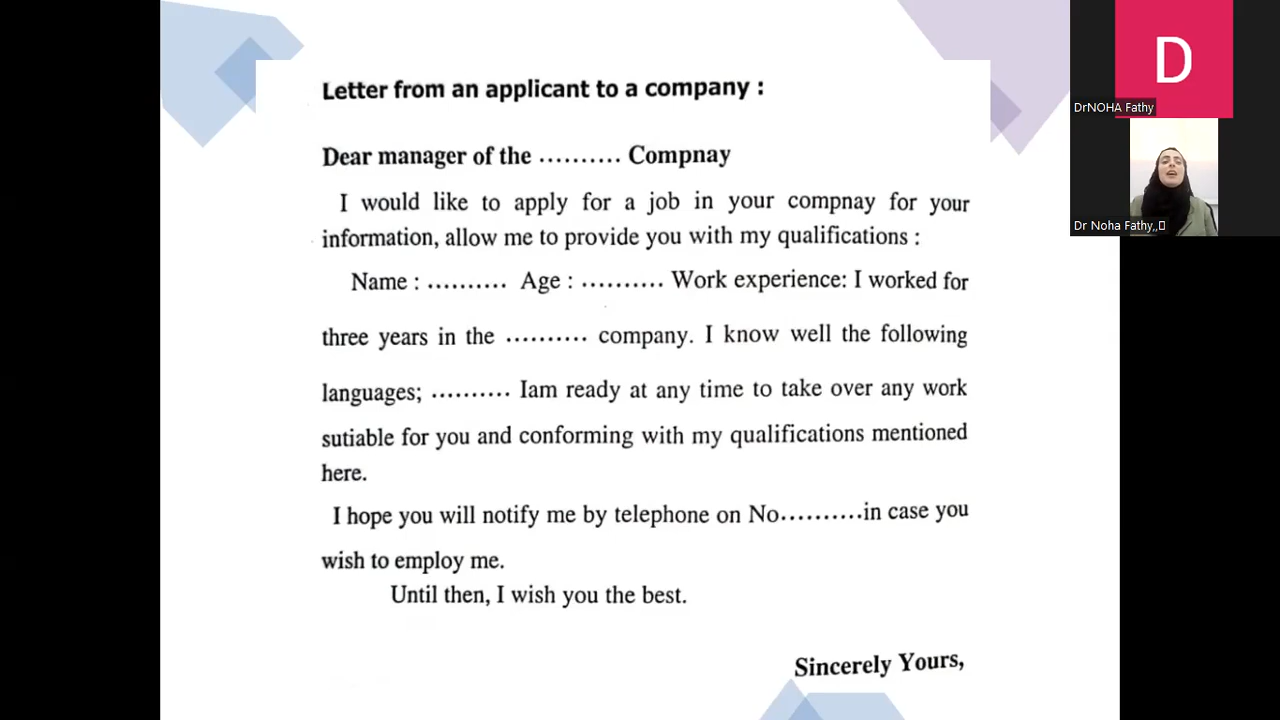 Letter from an applicant to a company :
Dear manager of the .......... Compnay
I would like to apply for a job in your compnay for your
information, allow me to provide you with my qualifications :
Name : .......... Age : .......... Work experience: I worked for
three years in the .......... company. I know well the following
languages; .......... Iam ready at any time to take over any work
sutiable for you and conforming with my qualifications mentioned
here.
I hope you will notify me by telephone on No..........in case you
wish to employ me.
Until then, I wish you the best.
Sincerely Yours,
D
DrNOHA Fathy
Dr Noha Fathy,,